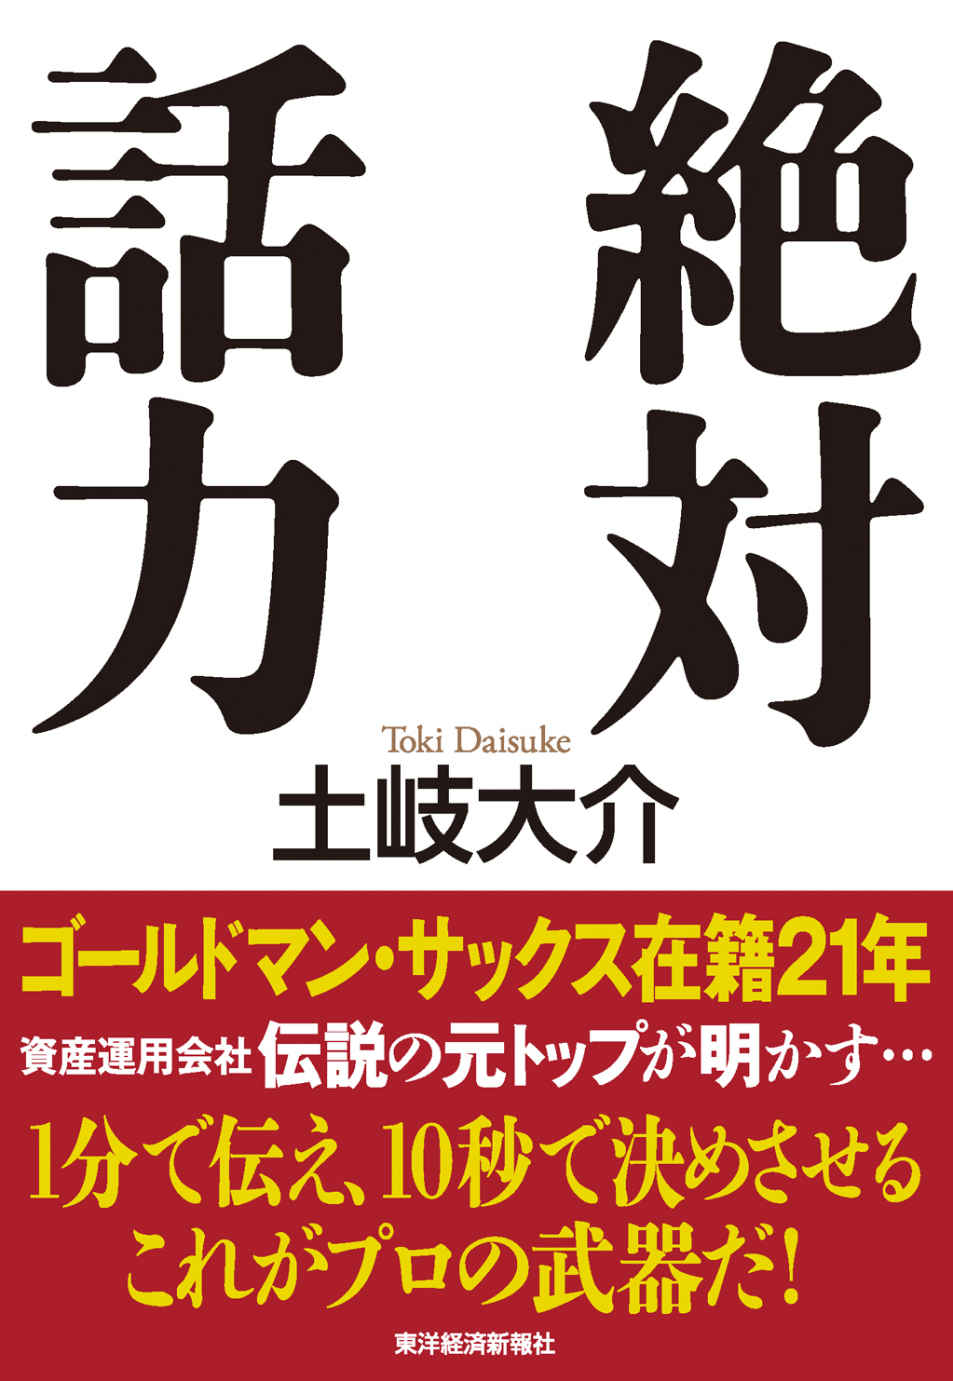 絶対
話力
Toki Daisuke
土岐大介
ゴールドマン・サックス在籍21年
資産運用会社伝説の元トップが明かす…
1分で伝え、10秒で決めさせる
これがプロの武器だ!
東洋経済新報社